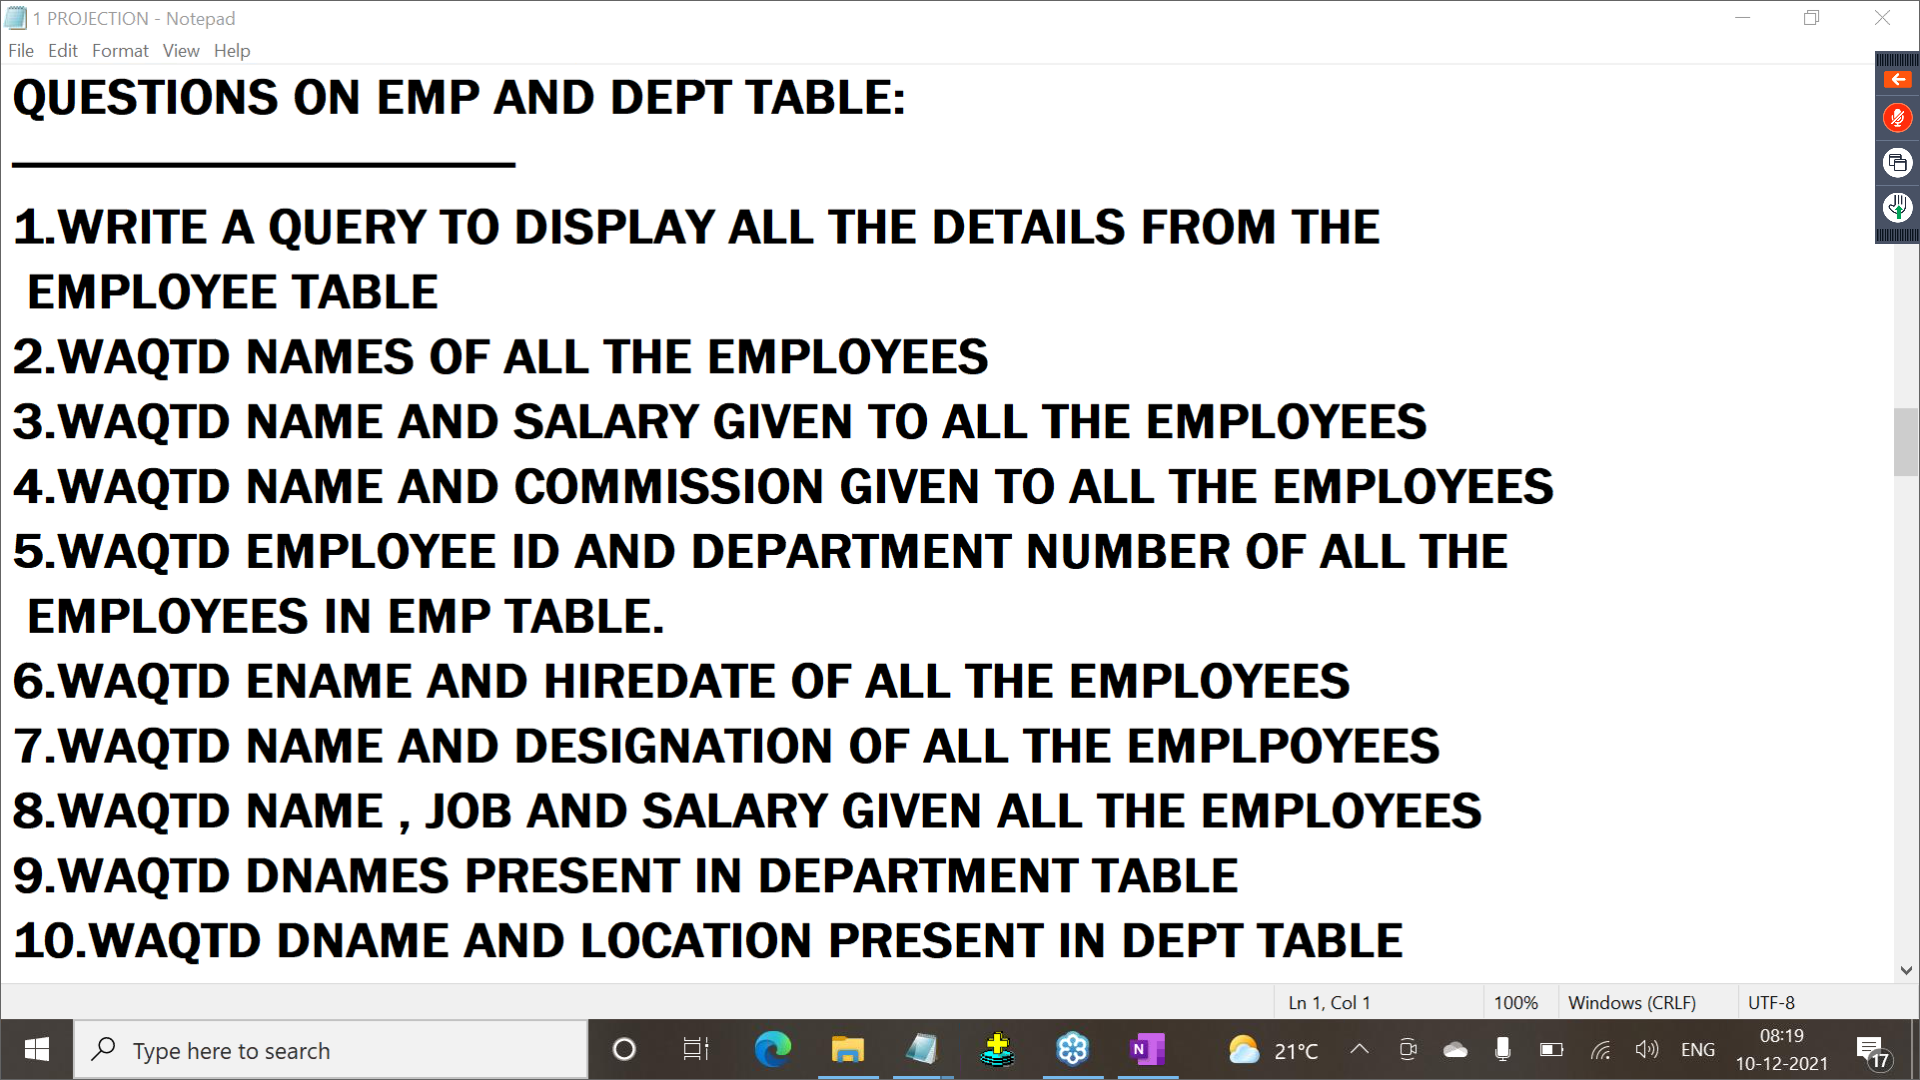 1 PROJECTION - Notepad
File Edit Format View Help
QUESTIONS ON EMP AND DEPT TABLE:
1.WRITE A QUERY TO DISPLAY ALL THE DETAILS FROM THE
EMPLOYEE TABLE
2.WAQTD NAMES OF ALL THE EMPLOYEES
3.WAQTD NAME AND SALARY GIVEN TO ALL THE EMPLOYEES
4.WAQTD NAME AND COMMISSION GIVEN TO ALL THE EMPLOYEES
5.WAQTD EMPLOYEE ID AND DEPARTMENT NUMBER OF ALL THE
EMPLOYEES IN EMP TABLE.
6.WAQTD ENAME AND HIREDATE OF ALL THE EMPLOYEES
7.WAQTD NAME AND DESIGNATION OF ALL THE EMPLPOYEES
8.WAQTD NAME , JOB AND SALARY GIVEN ALL THE EMPLOYEES
9.WAQTD DNAMES PRESENT IN DEPARTMENT TABLE
10.WAQTD DNAME AND LOCATION PRESENT IN DEPT TABLE
Ln 1, Col 1 100% Windows (CRLF) UTF-8
Type here to search N 21°C ENG 08:19
10-12-2021 17